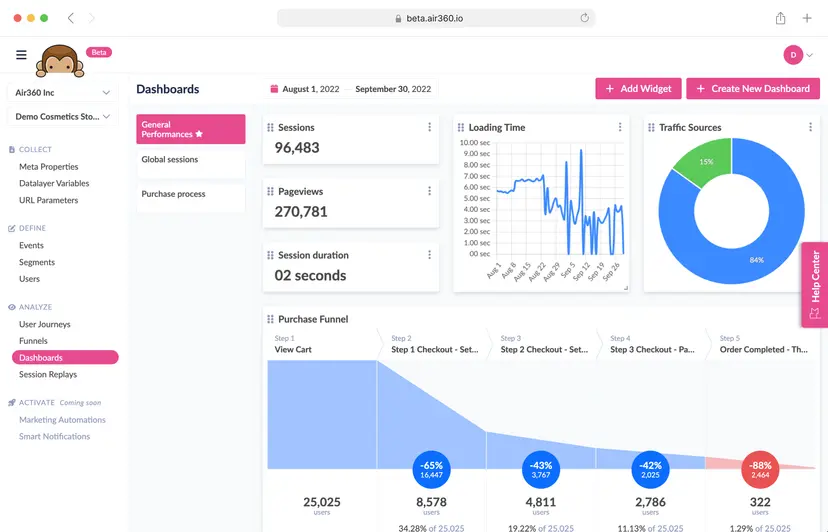 beta.air360.io
Beta
D
Air360 Inc
Demo Cosmetics Sto...
COLLECT
Meta Properties
Datalayer Variables
URL Parameters
DEFINE
Events
Segments
Users
ANALYZE
User Journeys
Funnels
Dashboards
Session Replays
ACTIVATE Coming soon
Marketing Automations
Smart Notifications
Dashboards
August 1, 2022 — September 30, 2022
+ Add Widget
+ Create New Dashboard
General
Performances ★
Global sessions
Purchase process
Sessions
96,483
Pageviews
270,781
Session duration
02 seconds
Loading Time
10.00 sec
9.00 sec
8.00 sec
7.00 sec
6.00 sec
5.00 sec
4.00 sec
3.00 sec
2.00 sec
1.00 sec
00 sec
Aug 1
Aug 8
Aug 15
Aug 22
Aug 29
Sep 5
Sep 12
Sep 19
Sep 26
Traffic Sources
15%
84%
Help Center
Purchase Funnel
Step 1
View Cart
Step 2
Step 1 Checkout - Set...
Step 3
Step 2 Checkout - Set...
Step 4
Step 3 Checkout - Pa...
Step 5
Order Completed - Th...
-65%
16,447
-43%
3,767
-42%
2,025
-88%
2,464
25,025
users
8,578
users
34.28% of 25,025
4,811
users
19.22% of 25,025
2,786
users
11.13% of 25,025
322
users
1.29% of 25,025